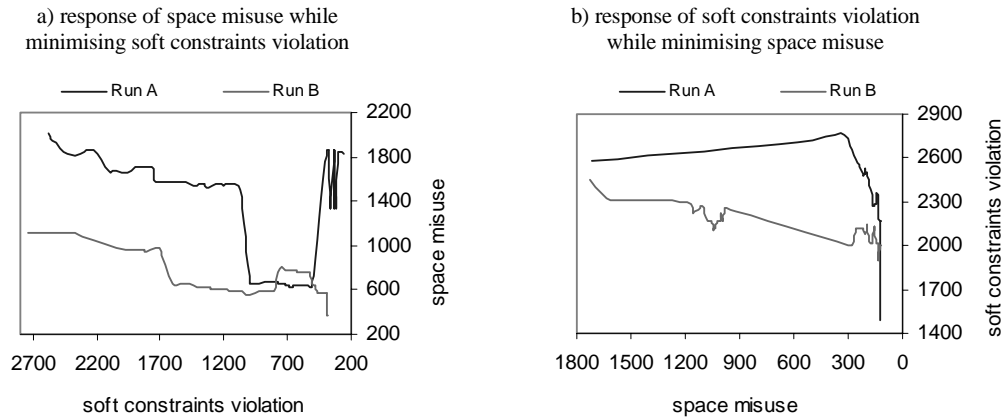 a) response of space misuse while
minimising soft constraints violation
Run A
Run B
2200
1800
1400
1000
600
200
space misuse
2700
2200
1700
1200
700
200
soft constraints violation
b) response of soft constraints violation
while minimising space misuse
Run A
Run B
2900
2600
2300
2000
1700
1400
soft constraints violation
1800
1500
1200
900
600
300
0
space misuse